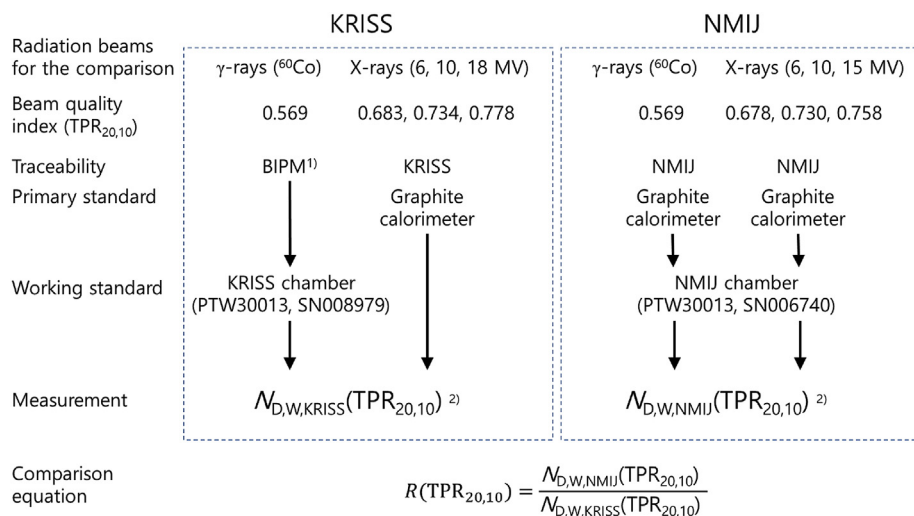 KRISS NMIJ
Radiation beams
for the comparison
γ-rays (⁶⁰Co) X-rays (6, 10, 18 MV) γ-rays (⁶⁰Co) X-rays (6, 10, 15 MV)
Beam quality
index (TPR₂₀,₁₀)
0.569 0.683, 0.734, 0.778 0.569 0.678, 0.730, 0.758
Traceability BIPM¹⁾ KRISS NMIJ NMIJ
Primary standard Graphite Graphite Graphite
calorimeter calorimeter calorimeter
Working standard KRISS chamber NMIJ chamber
(PTW30013, SN008979) (PTW30013, SN006740)
Measurement N_D,W,KRISS(TPR₂₀,₁₀) ²⁾ N_D,W,NMIJ(TPR₂₀,₁₀) ²⁾
Comparison
equation
R(TPR₂₀,₁₀) = N_D,W,NMIJ(TPR₂₀,₁₀)
N_D,W,KRISS(TPR₂₀,₁₀)